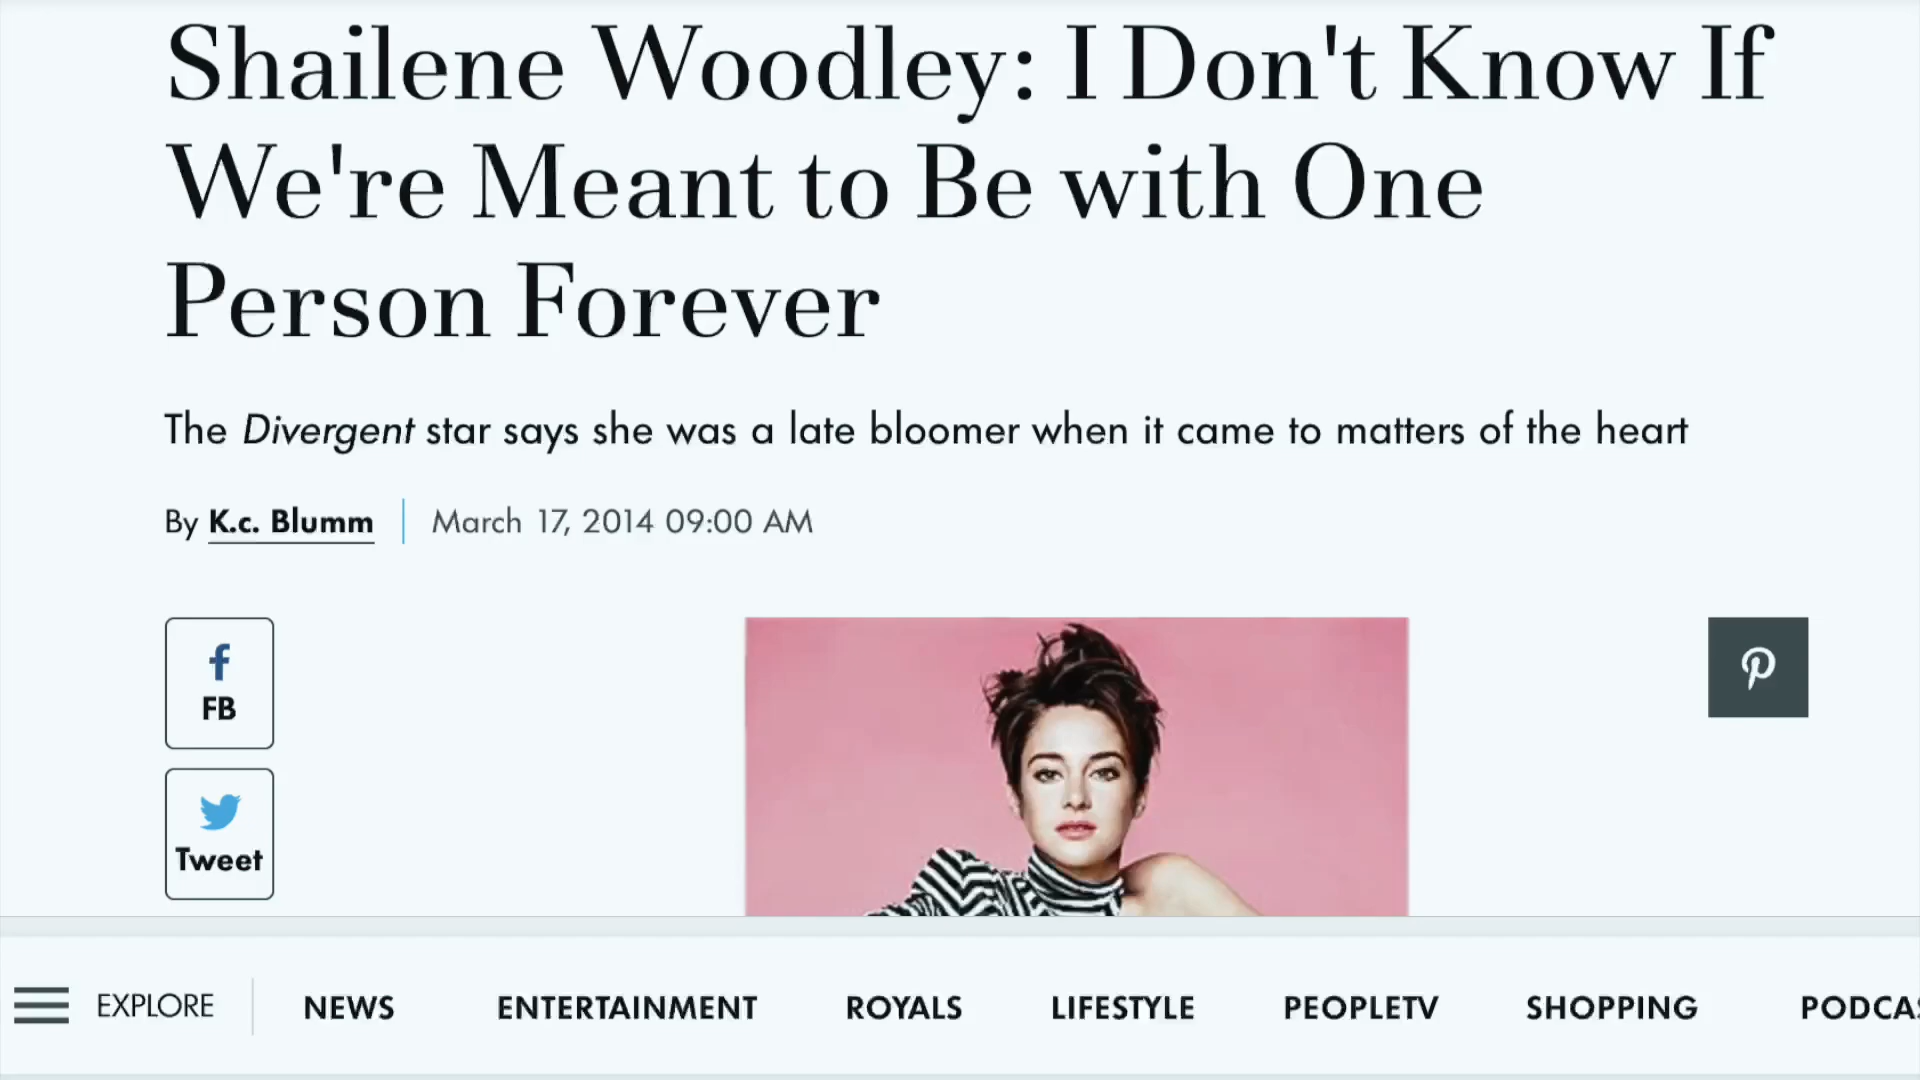 Shailene Woodley: I Don't Know If
We're Meant to Be with One
Person Forever
The Divergent star says she was a late bloomer when it came to matters of the heart
By K.c. Blumm March 17, 2014 09:00 AM
FB
Tweet
EXPLORE NEWS ENTERTAINMENT ROYALS LIFESTYLE PEOPLETV SHOPPING